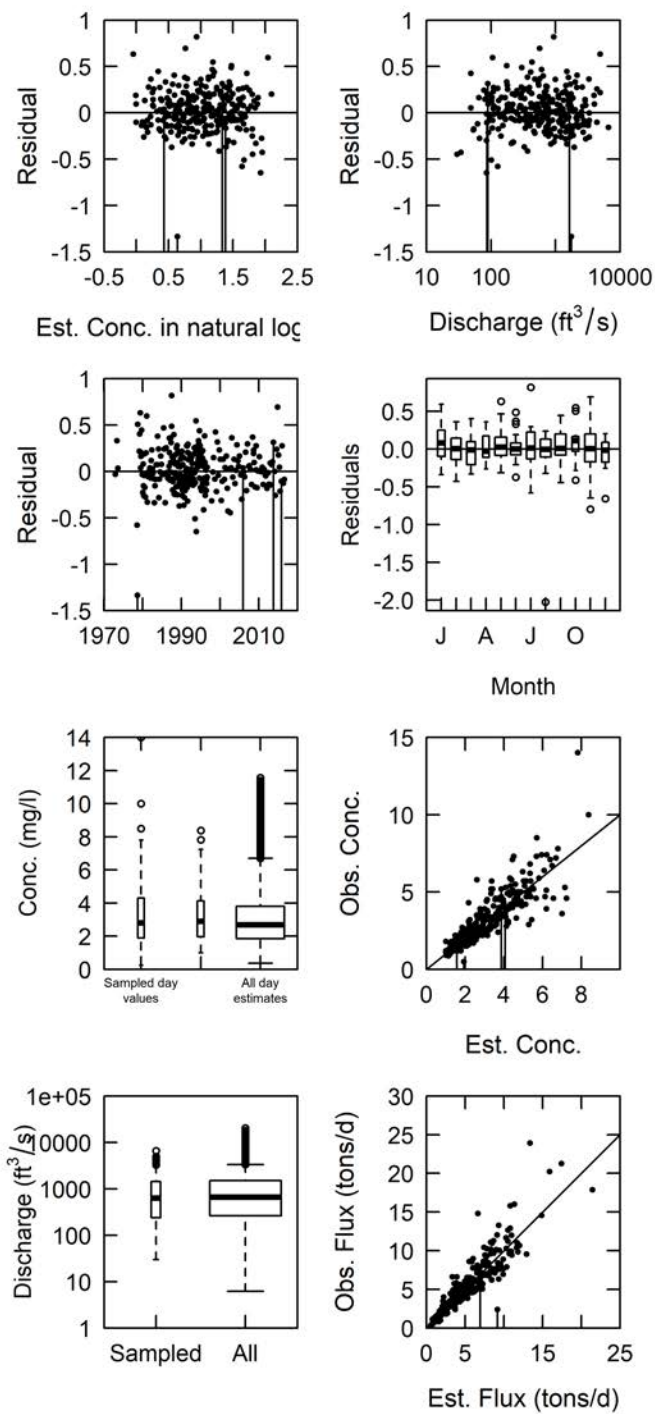 1
0.5
0
-0.5
-1
-1.5
Residual
-0.5 0.5 1.5 2.5
Est. Conc. in natural log
1
0.5
0
-0.5
-1
-1.5
Residual
10 100 10000
Discharge (ft³/s)
1
0.5
0
-0.5
-1
-1.5
Residual
1970 1990 2010
0.5
0.0
-0.5
-1.0
-1.5
-2.0
Residuals
J A J O
Month
14
12
10
8
6
4
2
0
Conc. (mg/l)
Sampled day
values
All day
estimates
15
10
5
0
Obs. Conc.
0 2 4 6 8
Est. Conc.
1e+05
10000
1000
100
10
1
Discharge (ft³/s)
Sampled All
30
25
20
15
10
5
0
Obs. Flux (tons/d)
0 5 10 15 25
Est. Flux (tons/d)